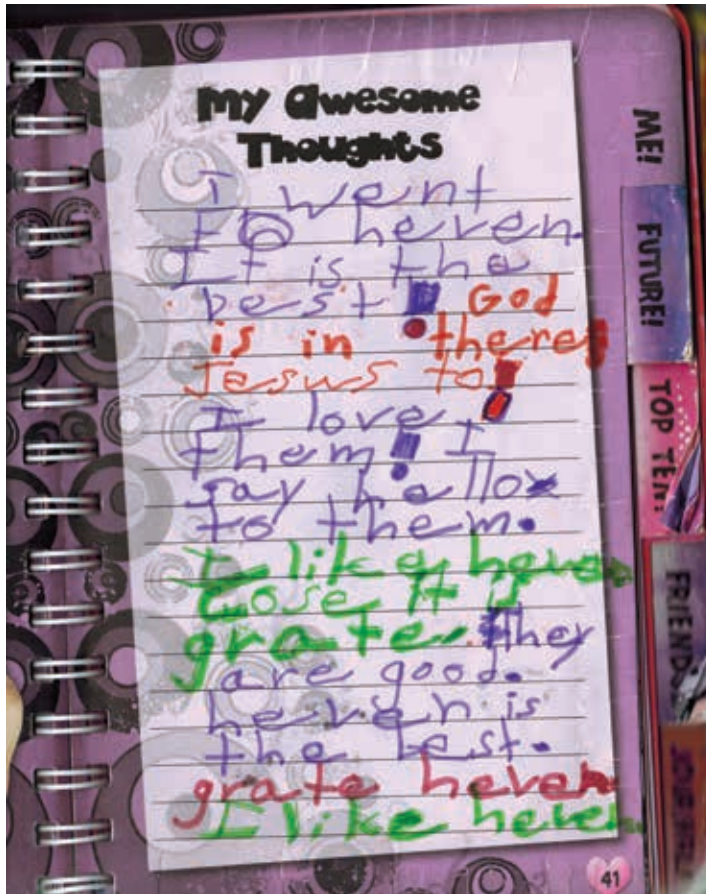 My Awesome
Thoughts
I went
to heven.
It is the
best! God
is in there
Jesus to!
I love
them! I
say hello
to them.
I like heven
Cose it is
grate. they
are good.
heven is
the best.
grate heven
I like heven
ME!
FUTURE!
TOP TEN!
41